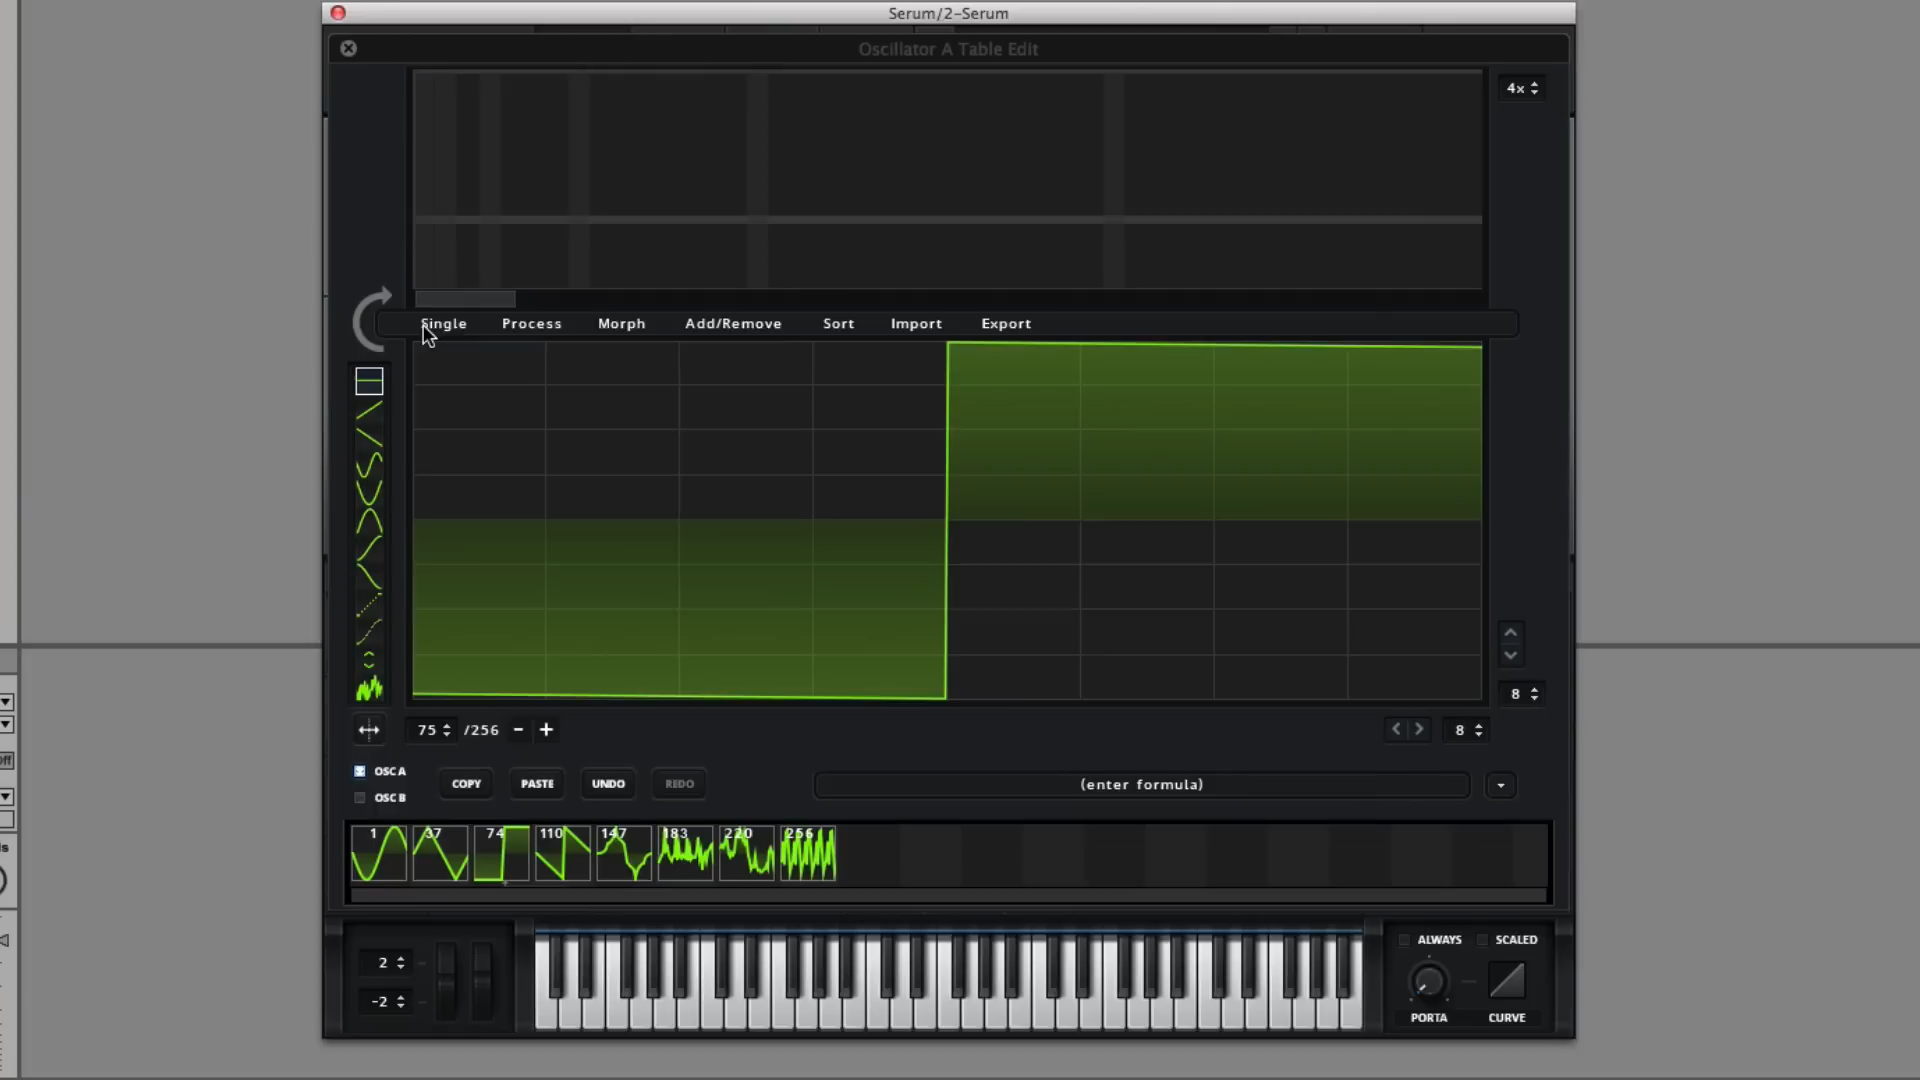 Serum/2-Serum
Oscillator A Table Edit
4x
Single Process Morph Add/Remove Sort Import Export
8
75 /256 - + 8
OSC A COPY PASTE UNDO REDO (enter formula)
OSC B
1 37 74 110 147 183 220 256
ALWAYS SCALED
2
-2
PORTA CURVE